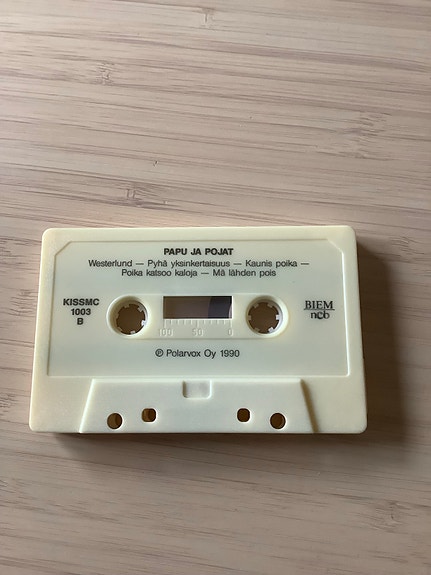 PAPU JA POJAT
Westerlund — Pyhä yksinkertaisuus — Kaunis poika —
Poika katsoo kaloja — Mä lähden pois
KISSMC
1003
B
BIEM
ncb
100 50 0
℗ Polarvox Oy 1990